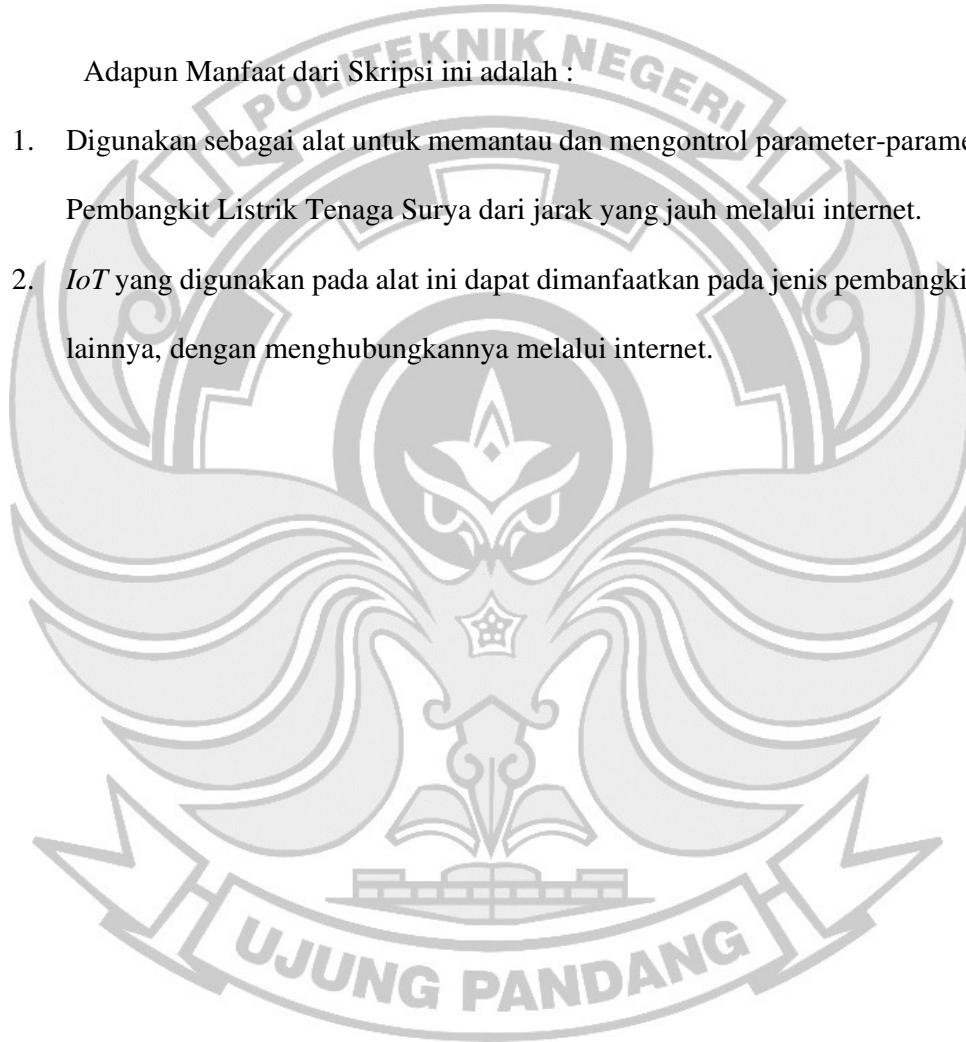 POLITEKNIK NEGERI
Adapun Manfaat dari Skripsi ini adalah :
1. Digunakan sebagai alat untuk memantau dan mengontrol parameter-parame
Pembangkit Listrik Tenaga Surya dari jarak yang jauh melalui internet.
2. IoT yang digunakan pada alat ini dapat dimanfaatkan pada jenis pembangki
lainnya, dengan menghubungkannya melalui internet.
UJUNG PANDANG